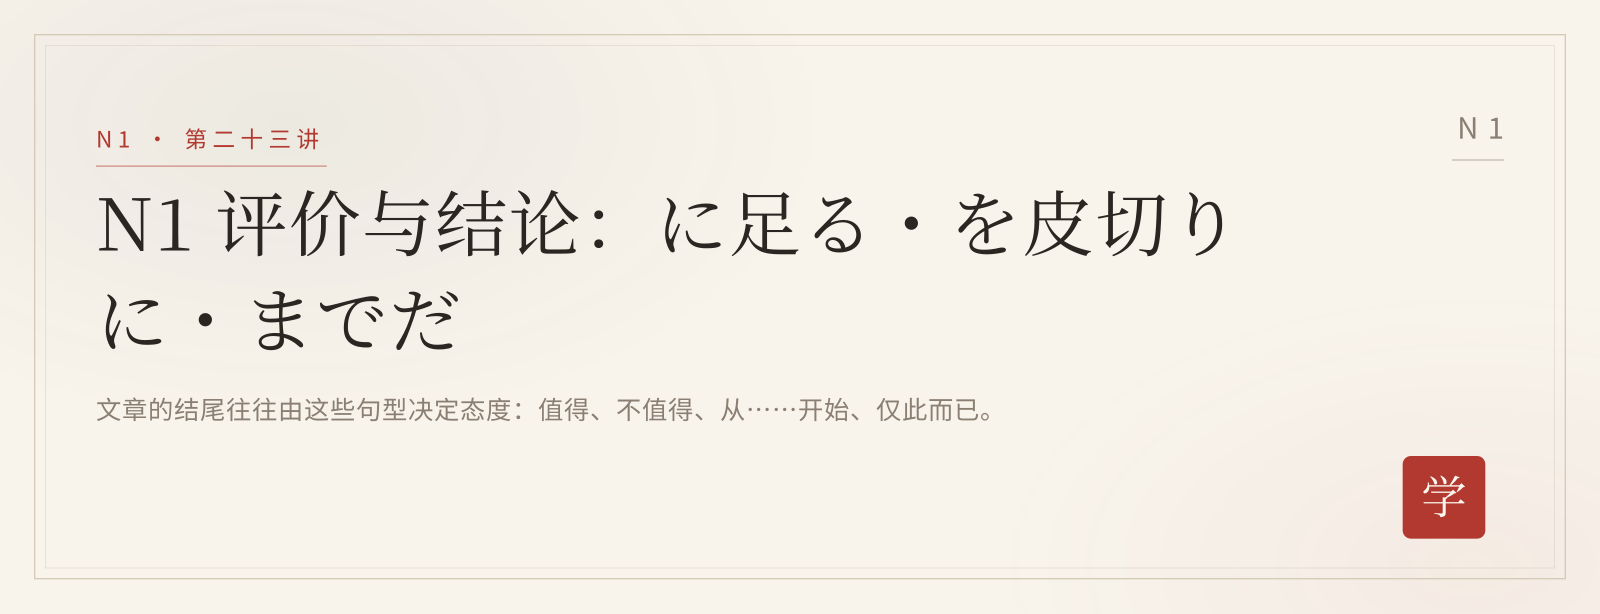 N1 · 第二十三讲
N1
N1 评价与结论：に足る・を皮切り
に・までだ
文章的结尾往往由这些句型决定态度：值得、不值得、从……开始、仅此而已。
学